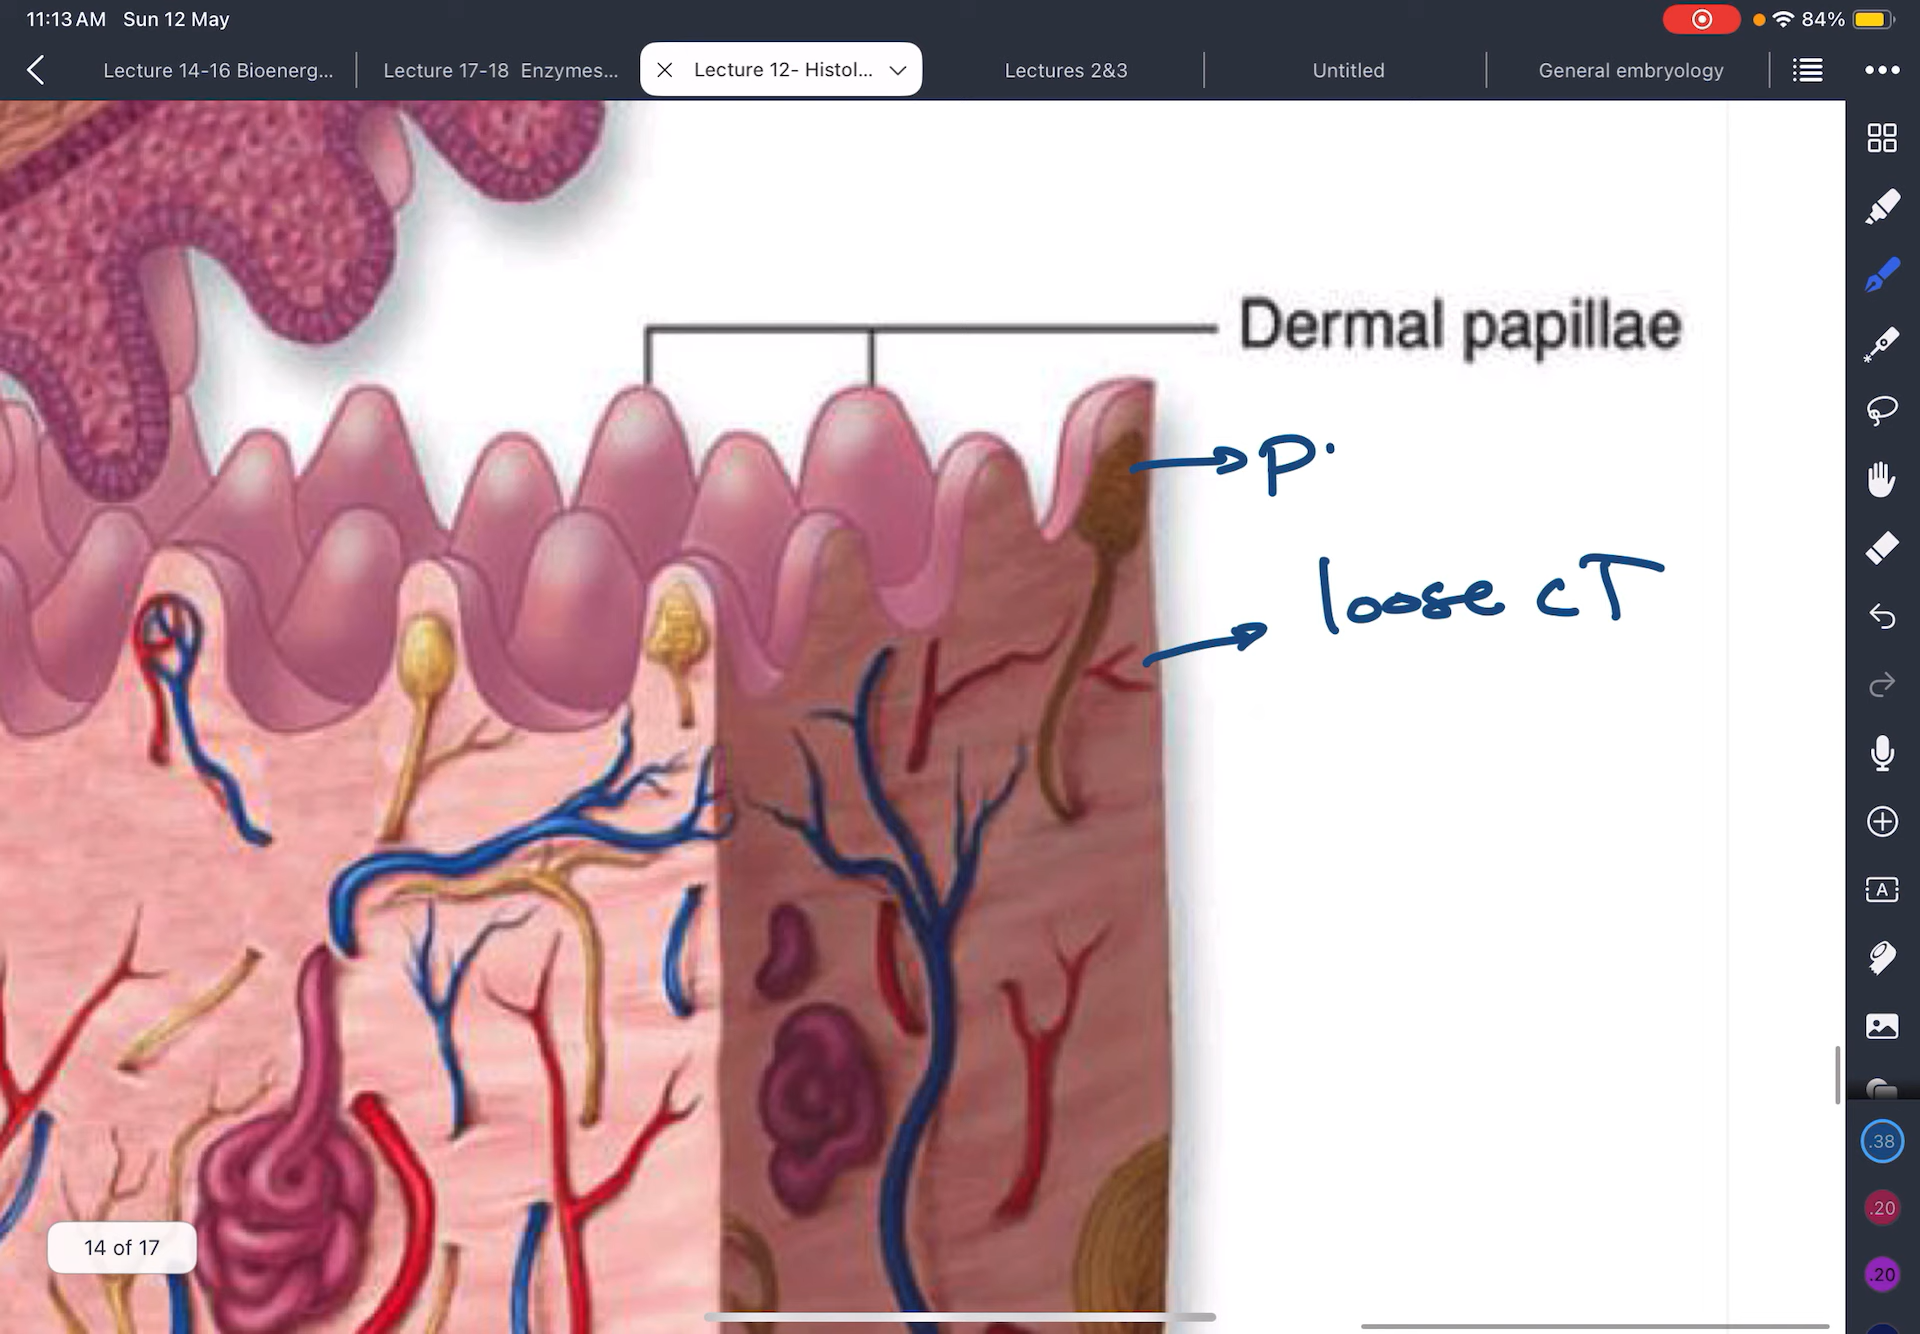 11:13 AM Sun 12 May
84%
Lecture 14-16 Bioenerg...
Lecture 17-18 Enzymes...
Lecture 12- Histol...
Lectures 2&3
Untitled
General embryology
Dermal papillae
P.
loose CT
A
.38
.20
.20
14 of 17